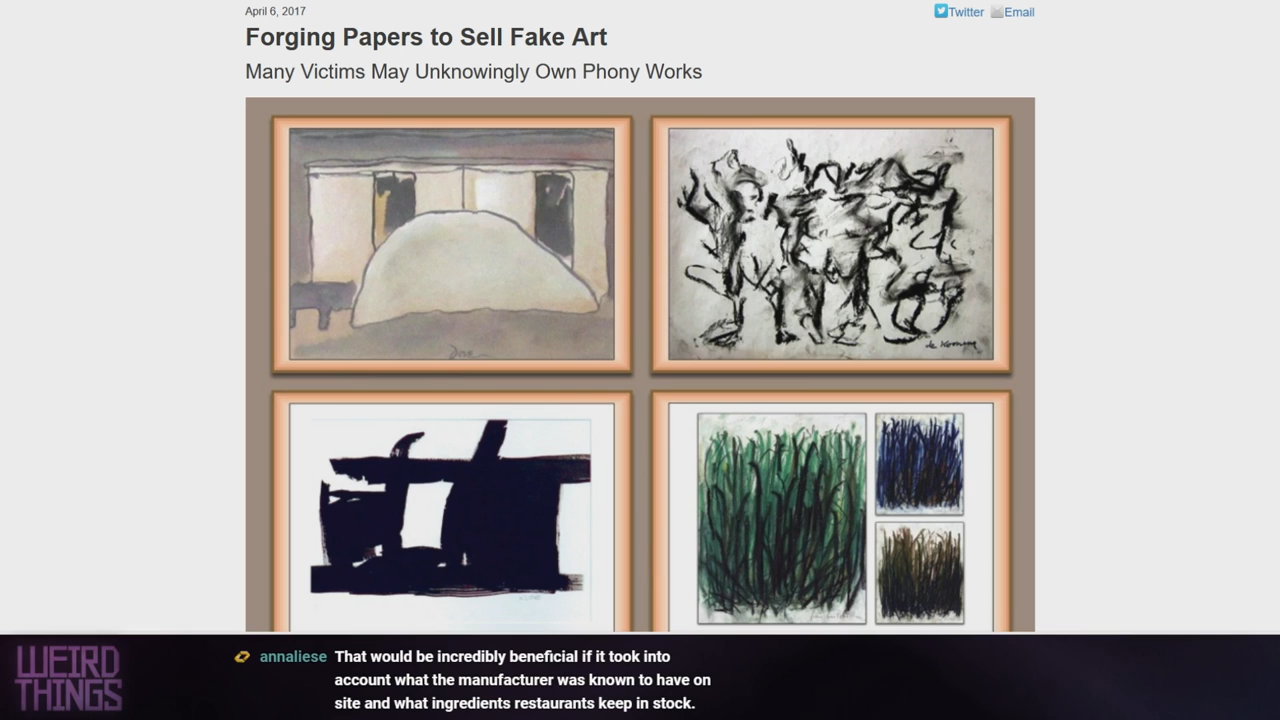 April 6, 2017
Twitter Email
Forging Papers to Sell Fake Art
Many Victims May Unknowingly Own Phony Works
de Kooning
WEIRD
THINGS
annaliese That would be incredibly beneficial if it took into
account what the manufacturer was known to have on
site and what ingredients restaurants keep in stock.